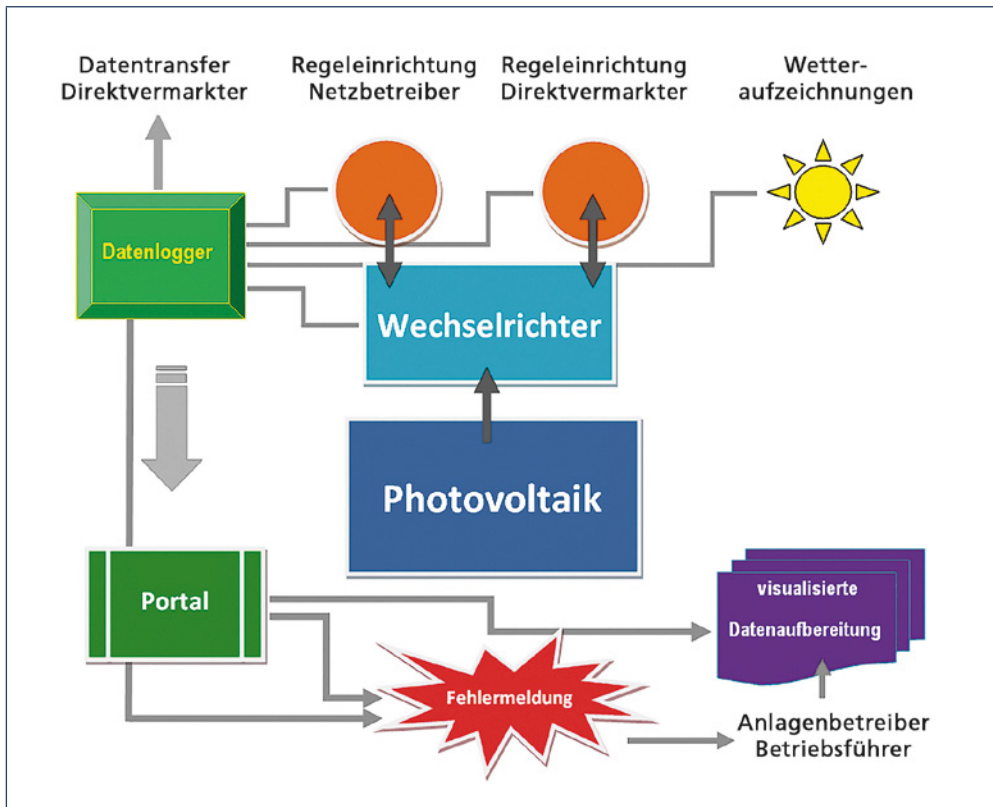 Datentransfer
Direktvermarkter
Regeleinrichtung
Netzbetreiber
Regeleinrichtung
Direktvermarkter
Wetter-
aufzeichnungen
Datenlogger
Wechselrichter
Photovoltaik
Portal
visualisierte
Datenaufbereitung
Fehlermeldung
Anlagenbetreiber
Betriebsführer